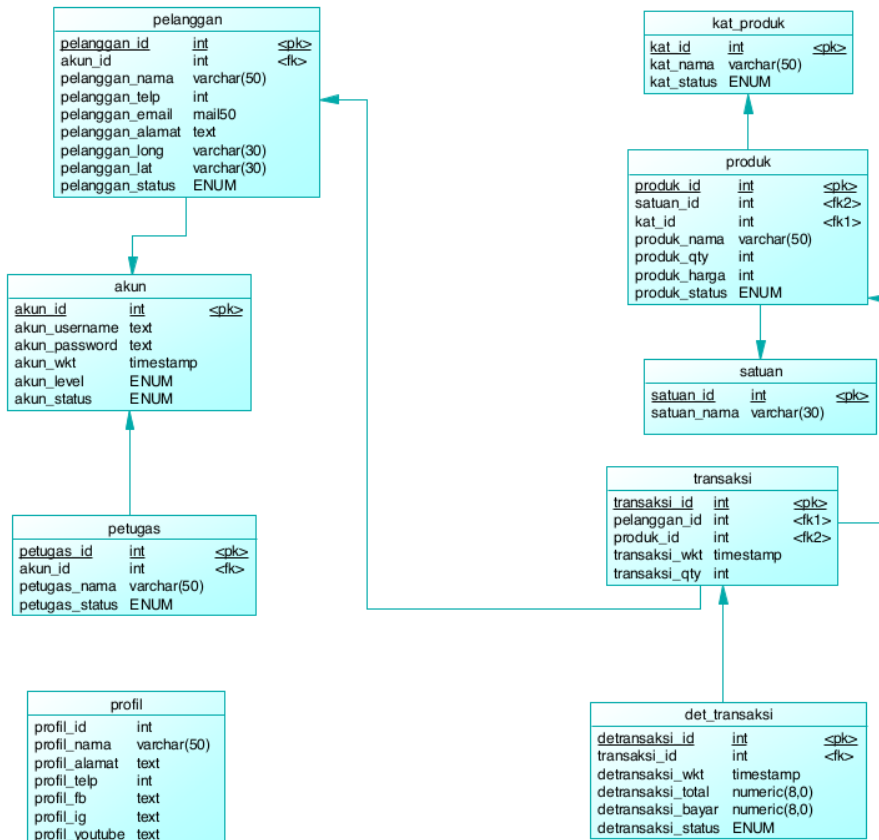 pelanggan
pelanggan_id int <pk>
akun_id int <fk>
pelanggan_nama varchar(50)
pelanggan_telp int
pelanggan_email mail50
pelanggan_alamat text
pelanggan_long varchar(30)
pelanggan_lat varchar(30)
pelanggan_status ENUM
akun
akun_id int <pk>
akun_username text
akun_password text
akun_wkt timestamp
akun_level ENUM
akun_status ENUM
petugas
petugas_id int <pk>
akun_id int <fk>
petugas_nama varchar(50)
petugas_status ENUM
profil
profil_id int
profil_nama varchar(50)
profil_alamat text
profil_telp int
profil_fb text
profil_ig text
profil_youtube text
kat_produk
kat_id int <pk>
kat_nama varchar(50)
kat_status ENUM
produk
produk_id int <pk>
satuan_id int <fk2>
kat_id int <fk1>
produk_nama varchar(50)
produk_qty int
produk_harga int
produk_status ENUM
satuan
satuan_id int <pk>
satuan_nama varchar(30)
transaksi
transaksi_id int <pk>
pelanggan_id int <fk1>
produk_id int <fk2>
transaksi_wkt timestamp
transaksi_qty int
det_transaksi
detransaksi_id int <pk>
transaksi_id int <fk>
detransaksi_wkt timestamp
detransaksi_total numeric(8,0)
detransaksi_bayar numeric(8,0)
detransaksi_status ENUM